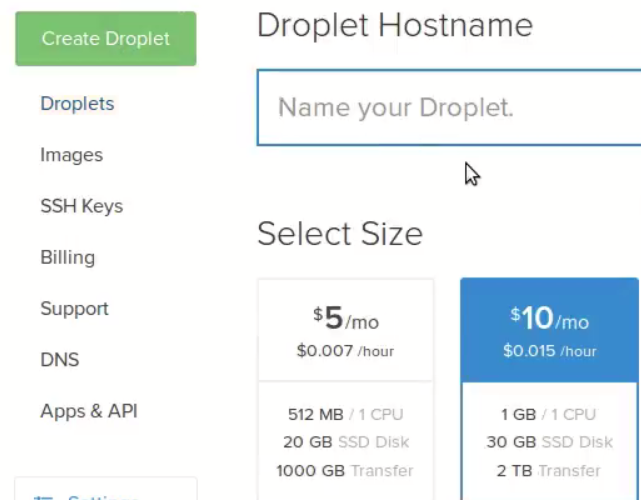 Create Droplet
Droplets
Images
SSH Keys
Billing
Support
DNS
Apps & API
Settings
Droplet Hostname
Name your Droplet.
Select Size
$5/mo
$0.007 /hour
512 MB / 1 CPU
20 GB SSD Disk
1000 GB Transfer
$10/mo
$0.015 /hour
1 GB / 1 CPU
30 GB SSD Disk
2 TB Transfer